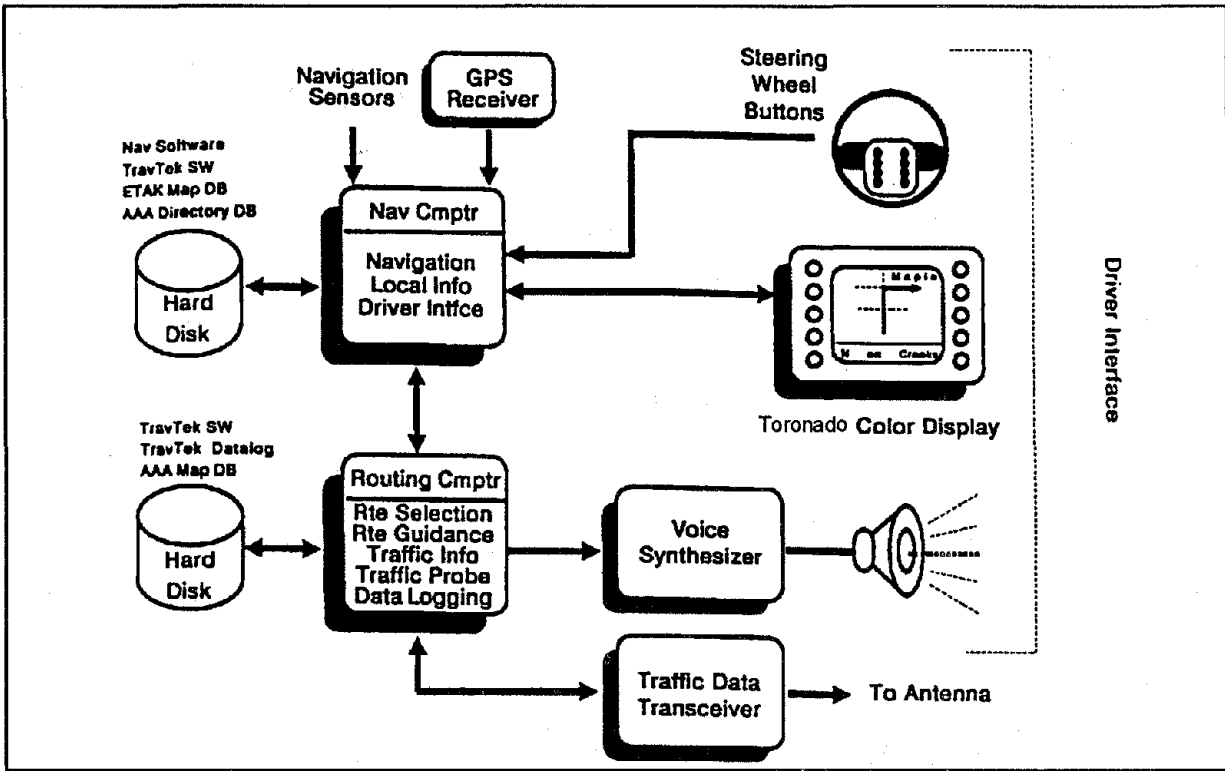 Navigation
Sensors
GPS
Receiver
Steering
Wheel
Buttons
Nav Software
TravTek SW
ETAK Map DB
AAA Directory DB
Hard
Disk
Nav Cmptr
Navigation
Local Info
Driver Intfce
Maple
N on Crooks
Toronado Color Display
Driver Interface
TravTek SW
TravTek Datalog
AAA Map DB
Hard
Disk
Routing Cmptr
Rte Selection
Rte Guidance
Traffic Info
Traffic Probe
Data Logging
Voice
Synthesizer
Traffic Data
Transceiver
To Antenna